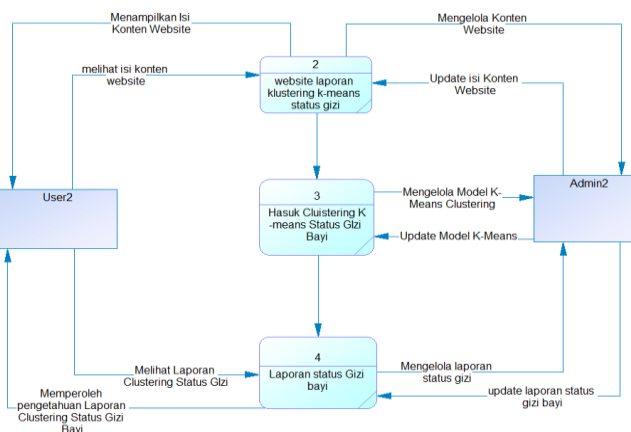 Menampilkan Isi
Konten Website
Mengelola Konten
Website
melihat isi konten
website
2
website laporan
klustering k-means
status gizi
Update isi Konten
Website
User2
3
Hasuk Cluistering K
-means Status GIzi
Bayi
Mengelola Model K-
Means Clustering
Update Model K-Means
Admin2
4
Laporan status Gizi
bayi
Melihat Laporan
Clustering Status GIzi
Mengelola laporan
status gizi
Memperoleh
pengetahuan Laporan
Clustering Status Gizi
Bayi
update laporan status
gizi bayi